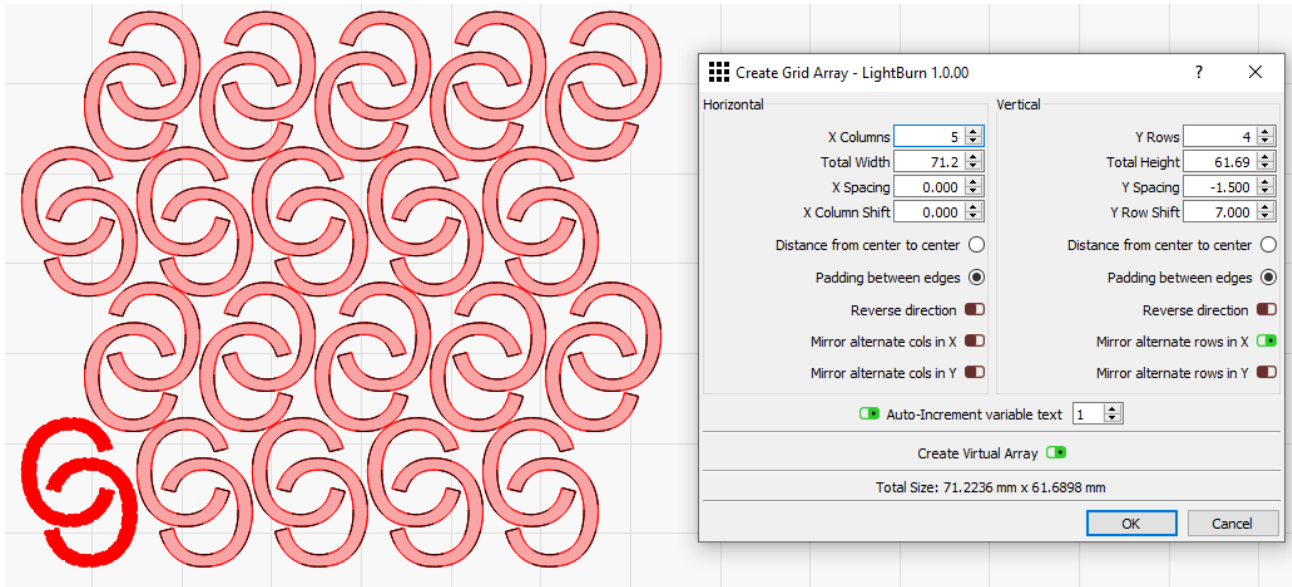 Create Grid Array - LightBurn 1.0.00 ?
Horizontal Vertical
X Columns 5 Y Rows 4
Total Width 71.2 Total Height 61.69
X Spacing 0.000 Y Spacing -1.500
X Column Shift 0.000 Y Row Shift 7.000
Distance from center to center Distance from center to center
Padding between edges Padding between edges
Reverse direction Reverse direction
Mirror alternate cols in X Mirror alternate rows in X
Mirror alternate cols in Y Mirror alternate rows in Y
Auto-Increment variable text 1
Create Virtual Array
Total Size: 71.2236 mm x 61.6898 mm
OK Cancel